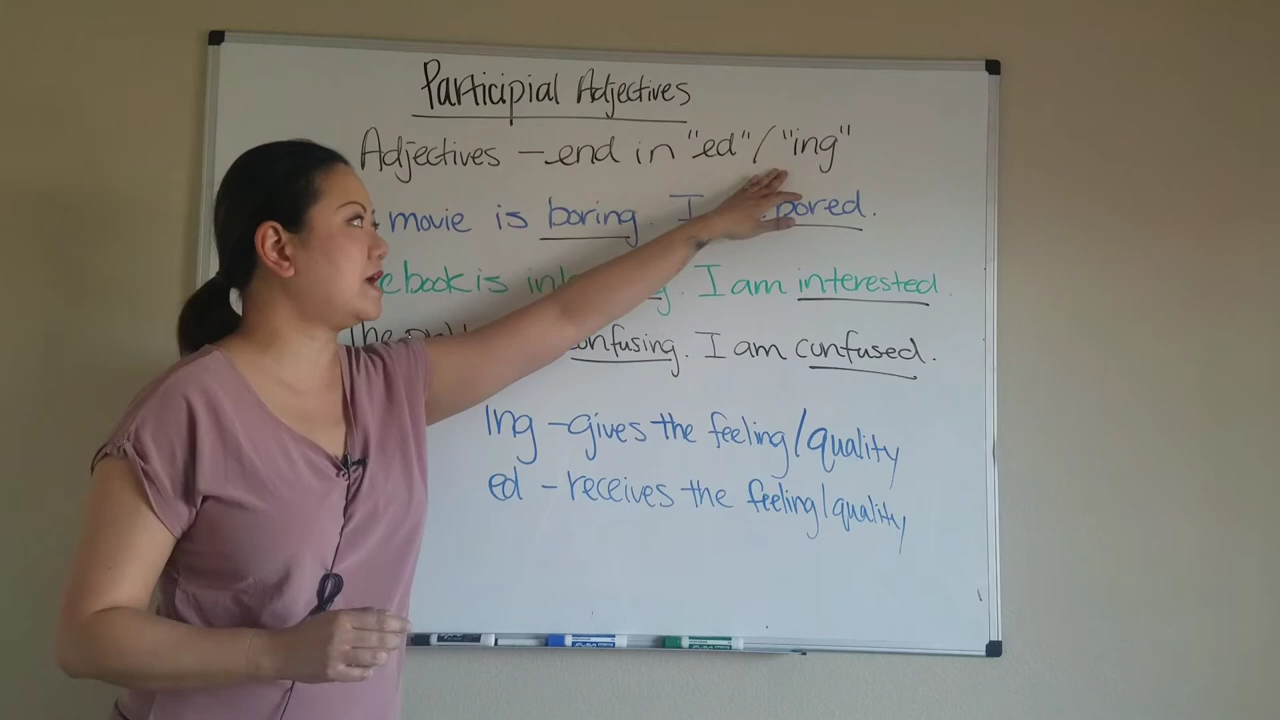 Participial Adjectives
Adjectives - end in "ed" / "ing"
movie is boring. I bored.
book is I am interested.
confusing. I am confused.
ing - gives the feeling/quality
ed - receives the feeling/quality